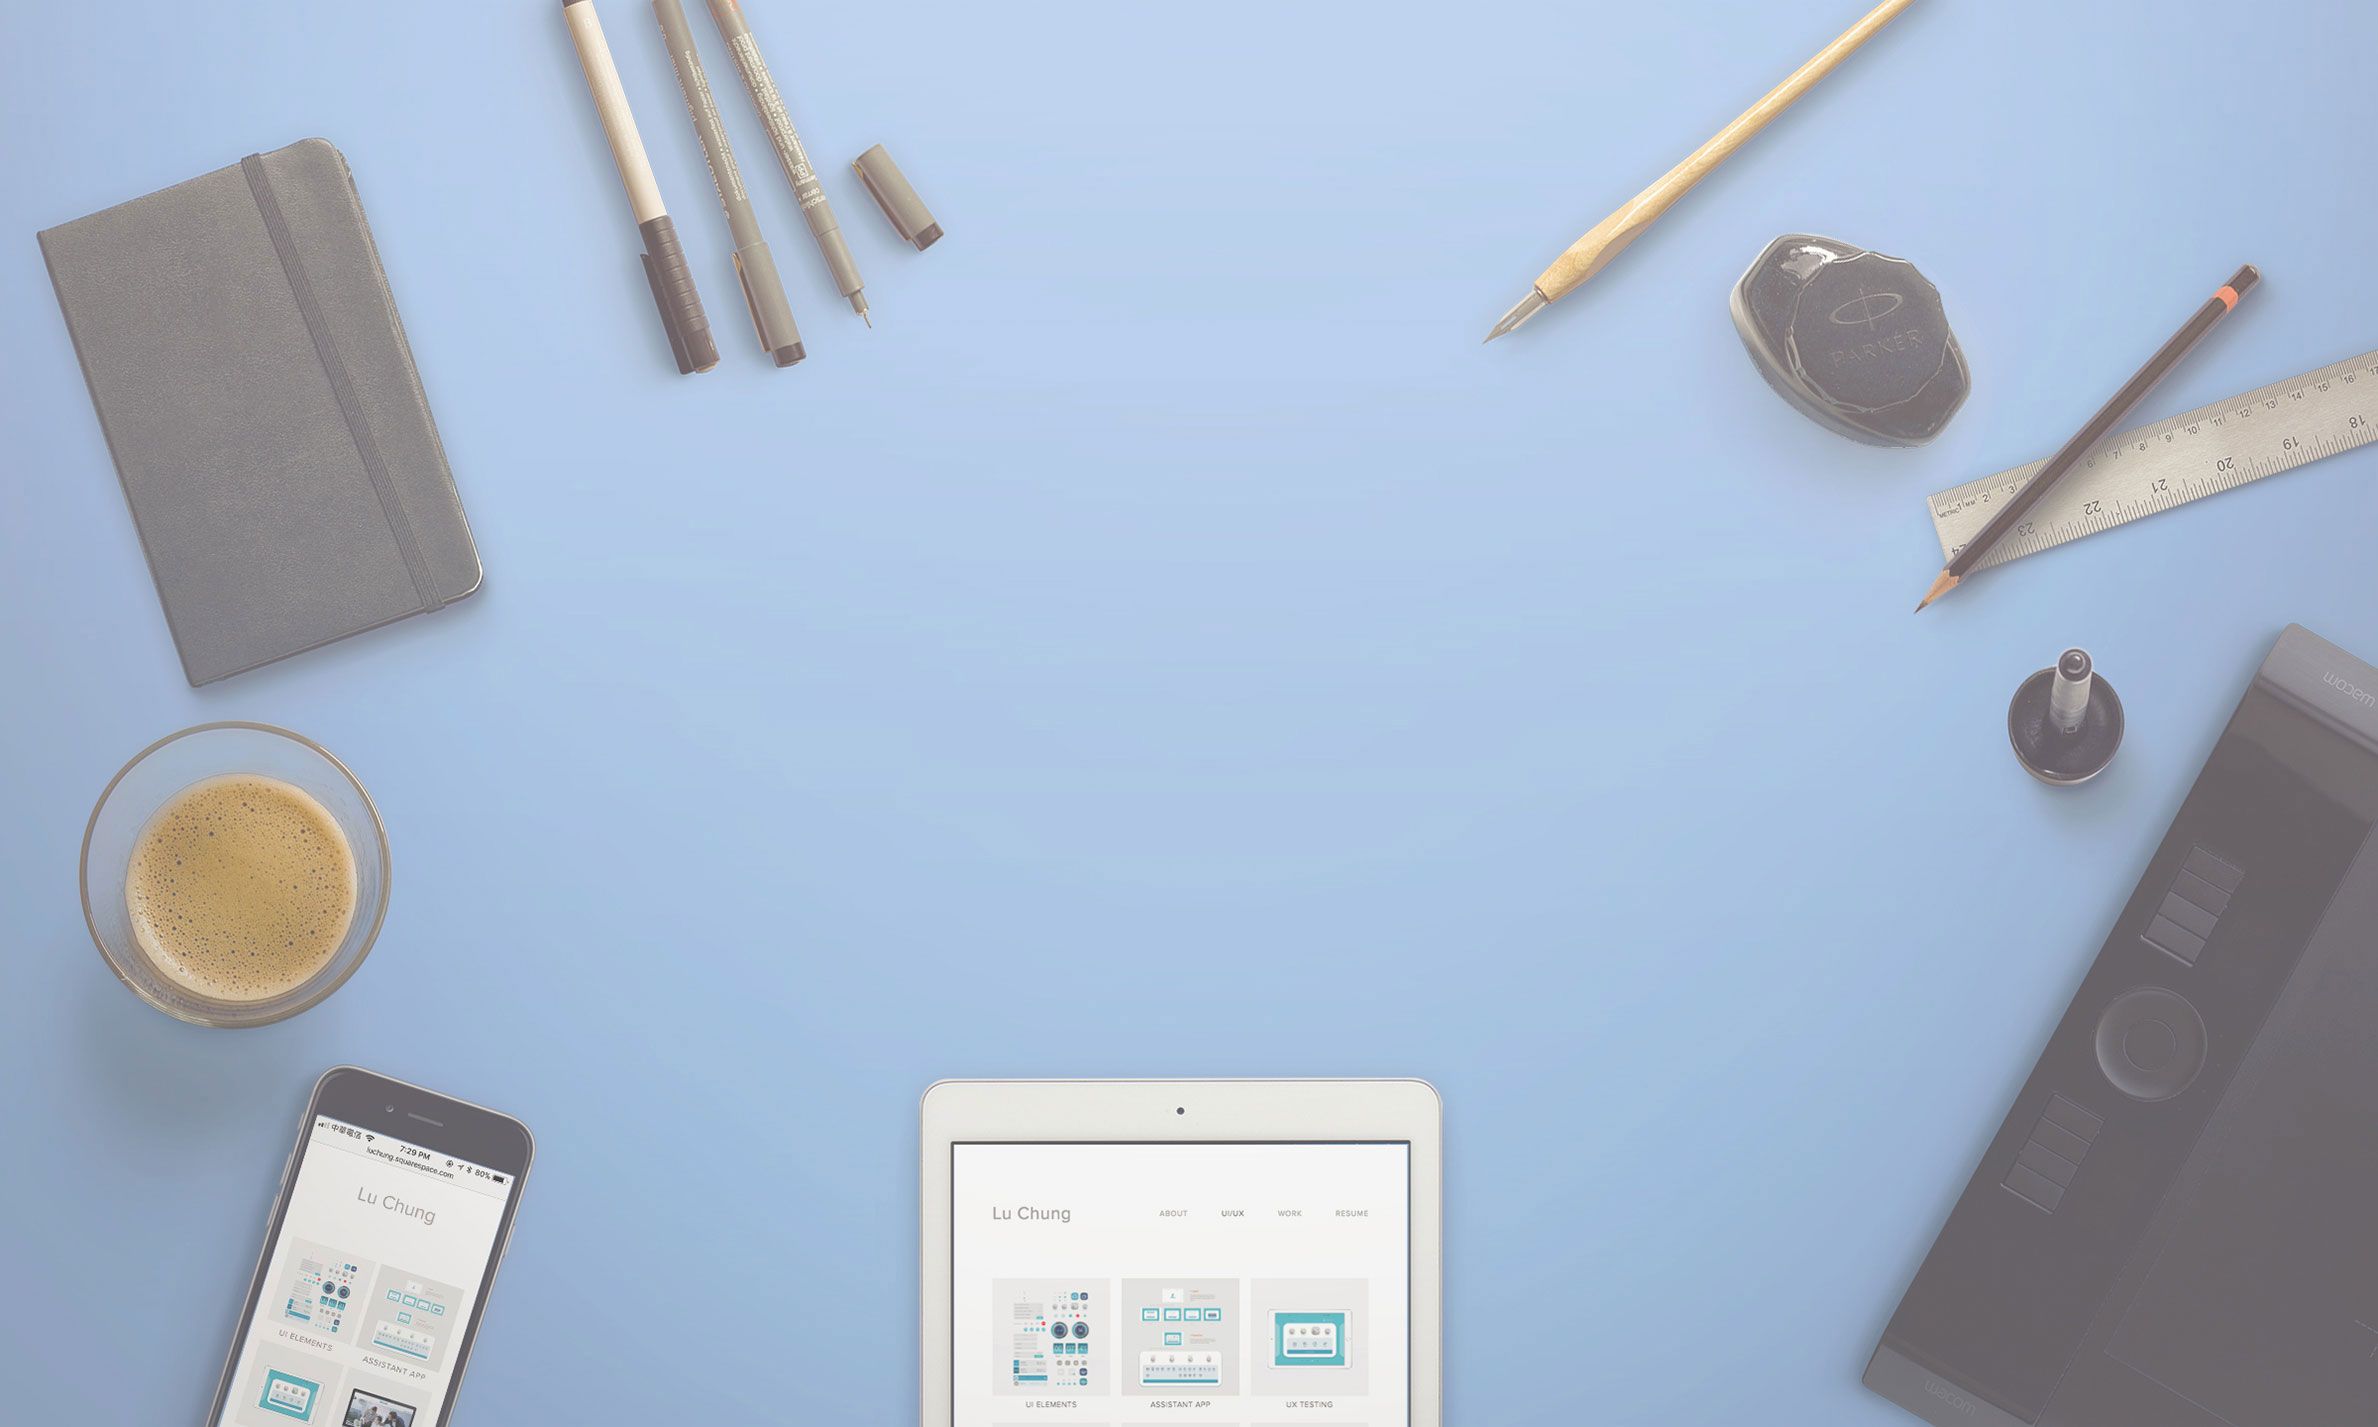 PARKER
METRIC 1 M.M. 2 3 6 7 8 9 10 11 12 13 14 15 16 17
24 23 22 21 20 19 18
wacom
中華電信
7:29 PM
80%
luchung.squarespace.com
Lu Chung
UI ELEMENTS
ASSISTANT APP
Lu Chung
ABOUT
UI/UX
WORK
RESUME
UI ELEMENTS
ASSISTANT APP
UX TESTING
wacom